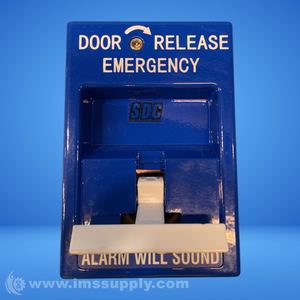 DOOR RELEASE
EMERGENCY
SDC
ALARM WILL SOUND
© www.imssupply.com